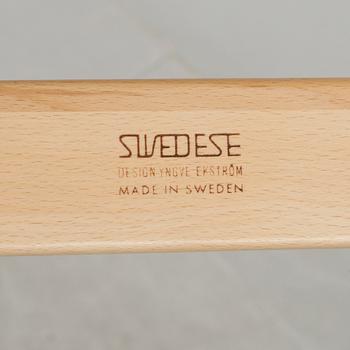 SWEDESE
DESIGN YNGVE EKSTRÖM
MADE IN SWEDEN